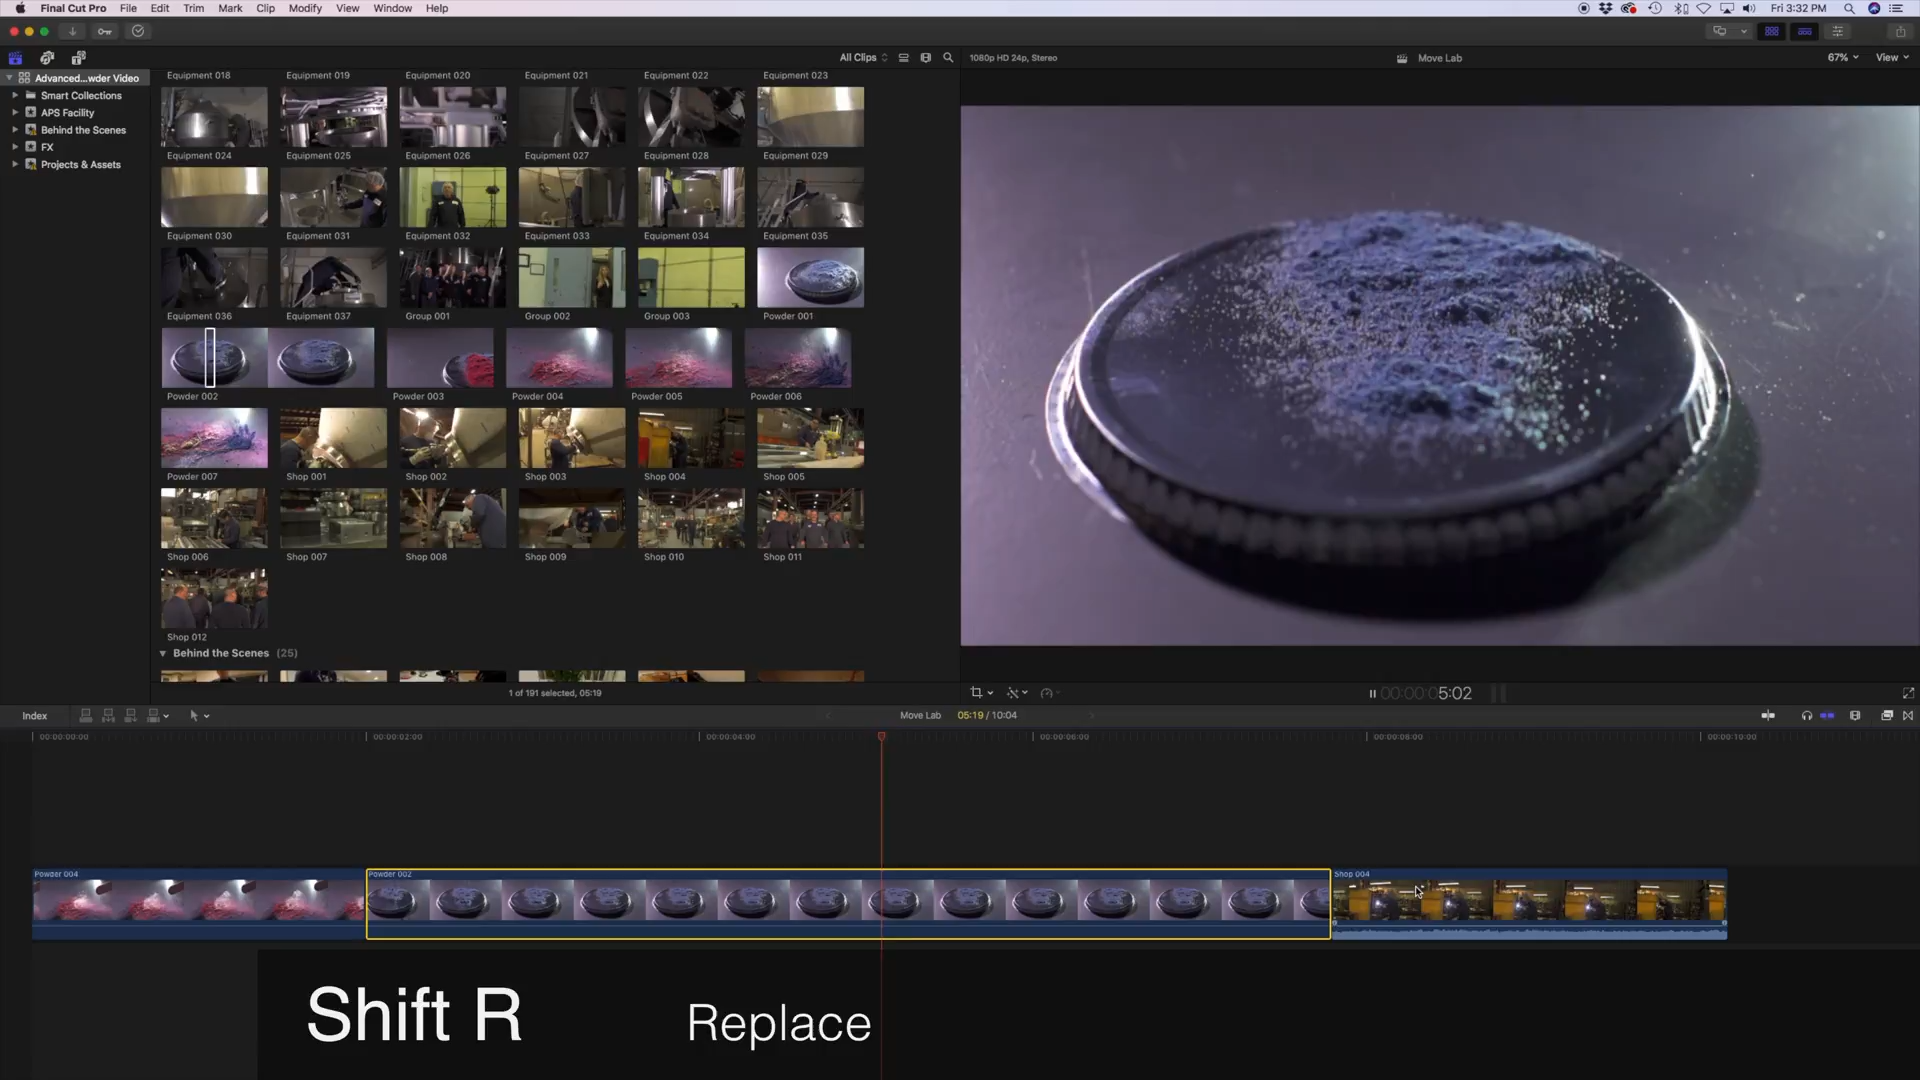 Final Cut Pro File Edit Trim Mark Clip Modify View Window Help
Fri 3:32 PM
All Clips
1080p HD 24p, Stereo
Move Lab
67%
View
Advanced...wder Video
Smart Collections
APS Facility
Behind the Scenes
FX
Projects & Assets
Equipment 018 Equipment 019 Equipment 020 Equipment 021 Equipment 022 Equipment 023
Equipment 024 Equipment 025 Equipment 026 Equipment 027 Equipment 028 Equipment 029
Equipment 030 Equipment 031 Equipment 032 Equipment 033 Equipment 034 Equipment 035
Equipment 036 Equipment 037 Group 001 Group 002 Group 003 Powder 001
Powder 002 Powder 003 Powder 004 Powder 005 Powder 006
Powder 007 Shop 001 Shop 002 Shop 003 Shop 004 Shop 005
Shop 006 Shop 007 Shop 008 Shop 009 Shop 010 Shop 011
Shop 012
Behind the Scenes (25)
1 of 191 selected, 05:19
00:00:05:02
Index
Move Lab
05:19 / 10:04
00:00:00:00 00:00:02:00 00:00:04:00 00:00:06:00 00:00:08:00 00:00:10:00
Powder 004
Powder 002
Shop 004
Shift R Replace